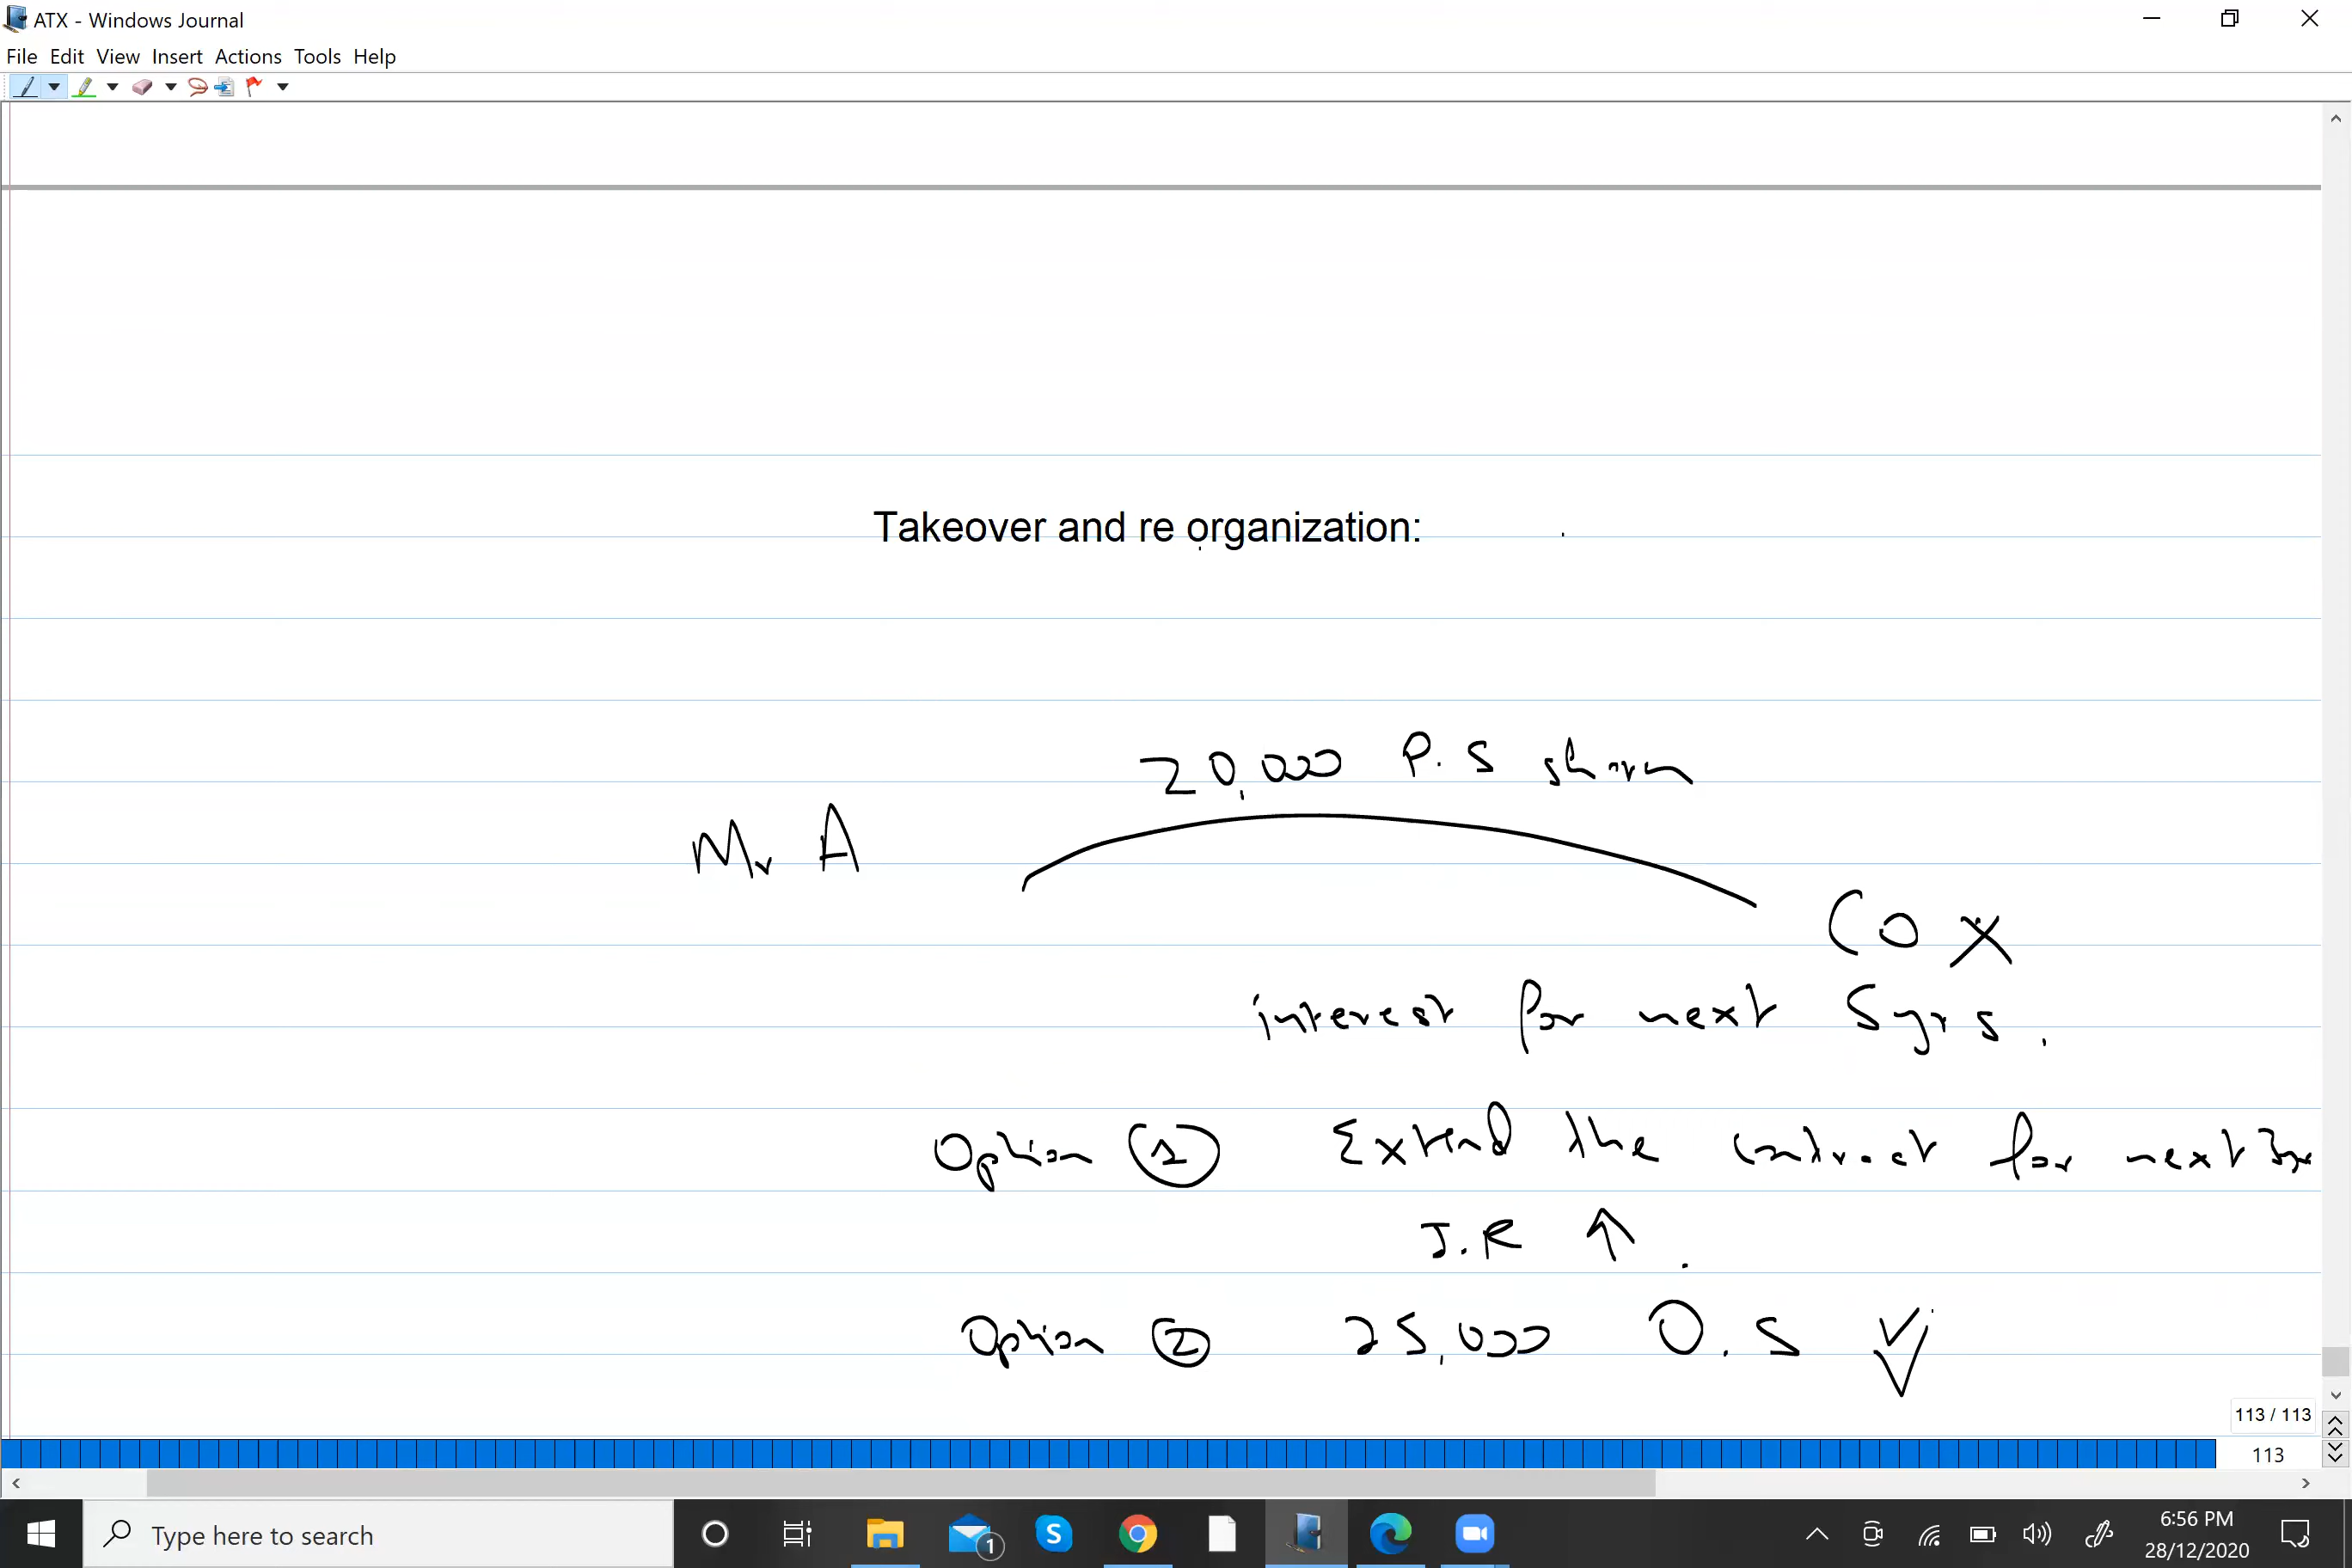 ATX - Windows Journal
File Edit View Insert Actions Tools Help
Takeover and re organization:
20,000 P.S shares
Mr A
CO X
interest for next 5yrs.
Option 1 Extend the contract for next 3yrs
I.R ↑.
Option 2 25,000 O.S ✓
113 / 113
113
Type here to search
1
6:56 PM
28/12/2020